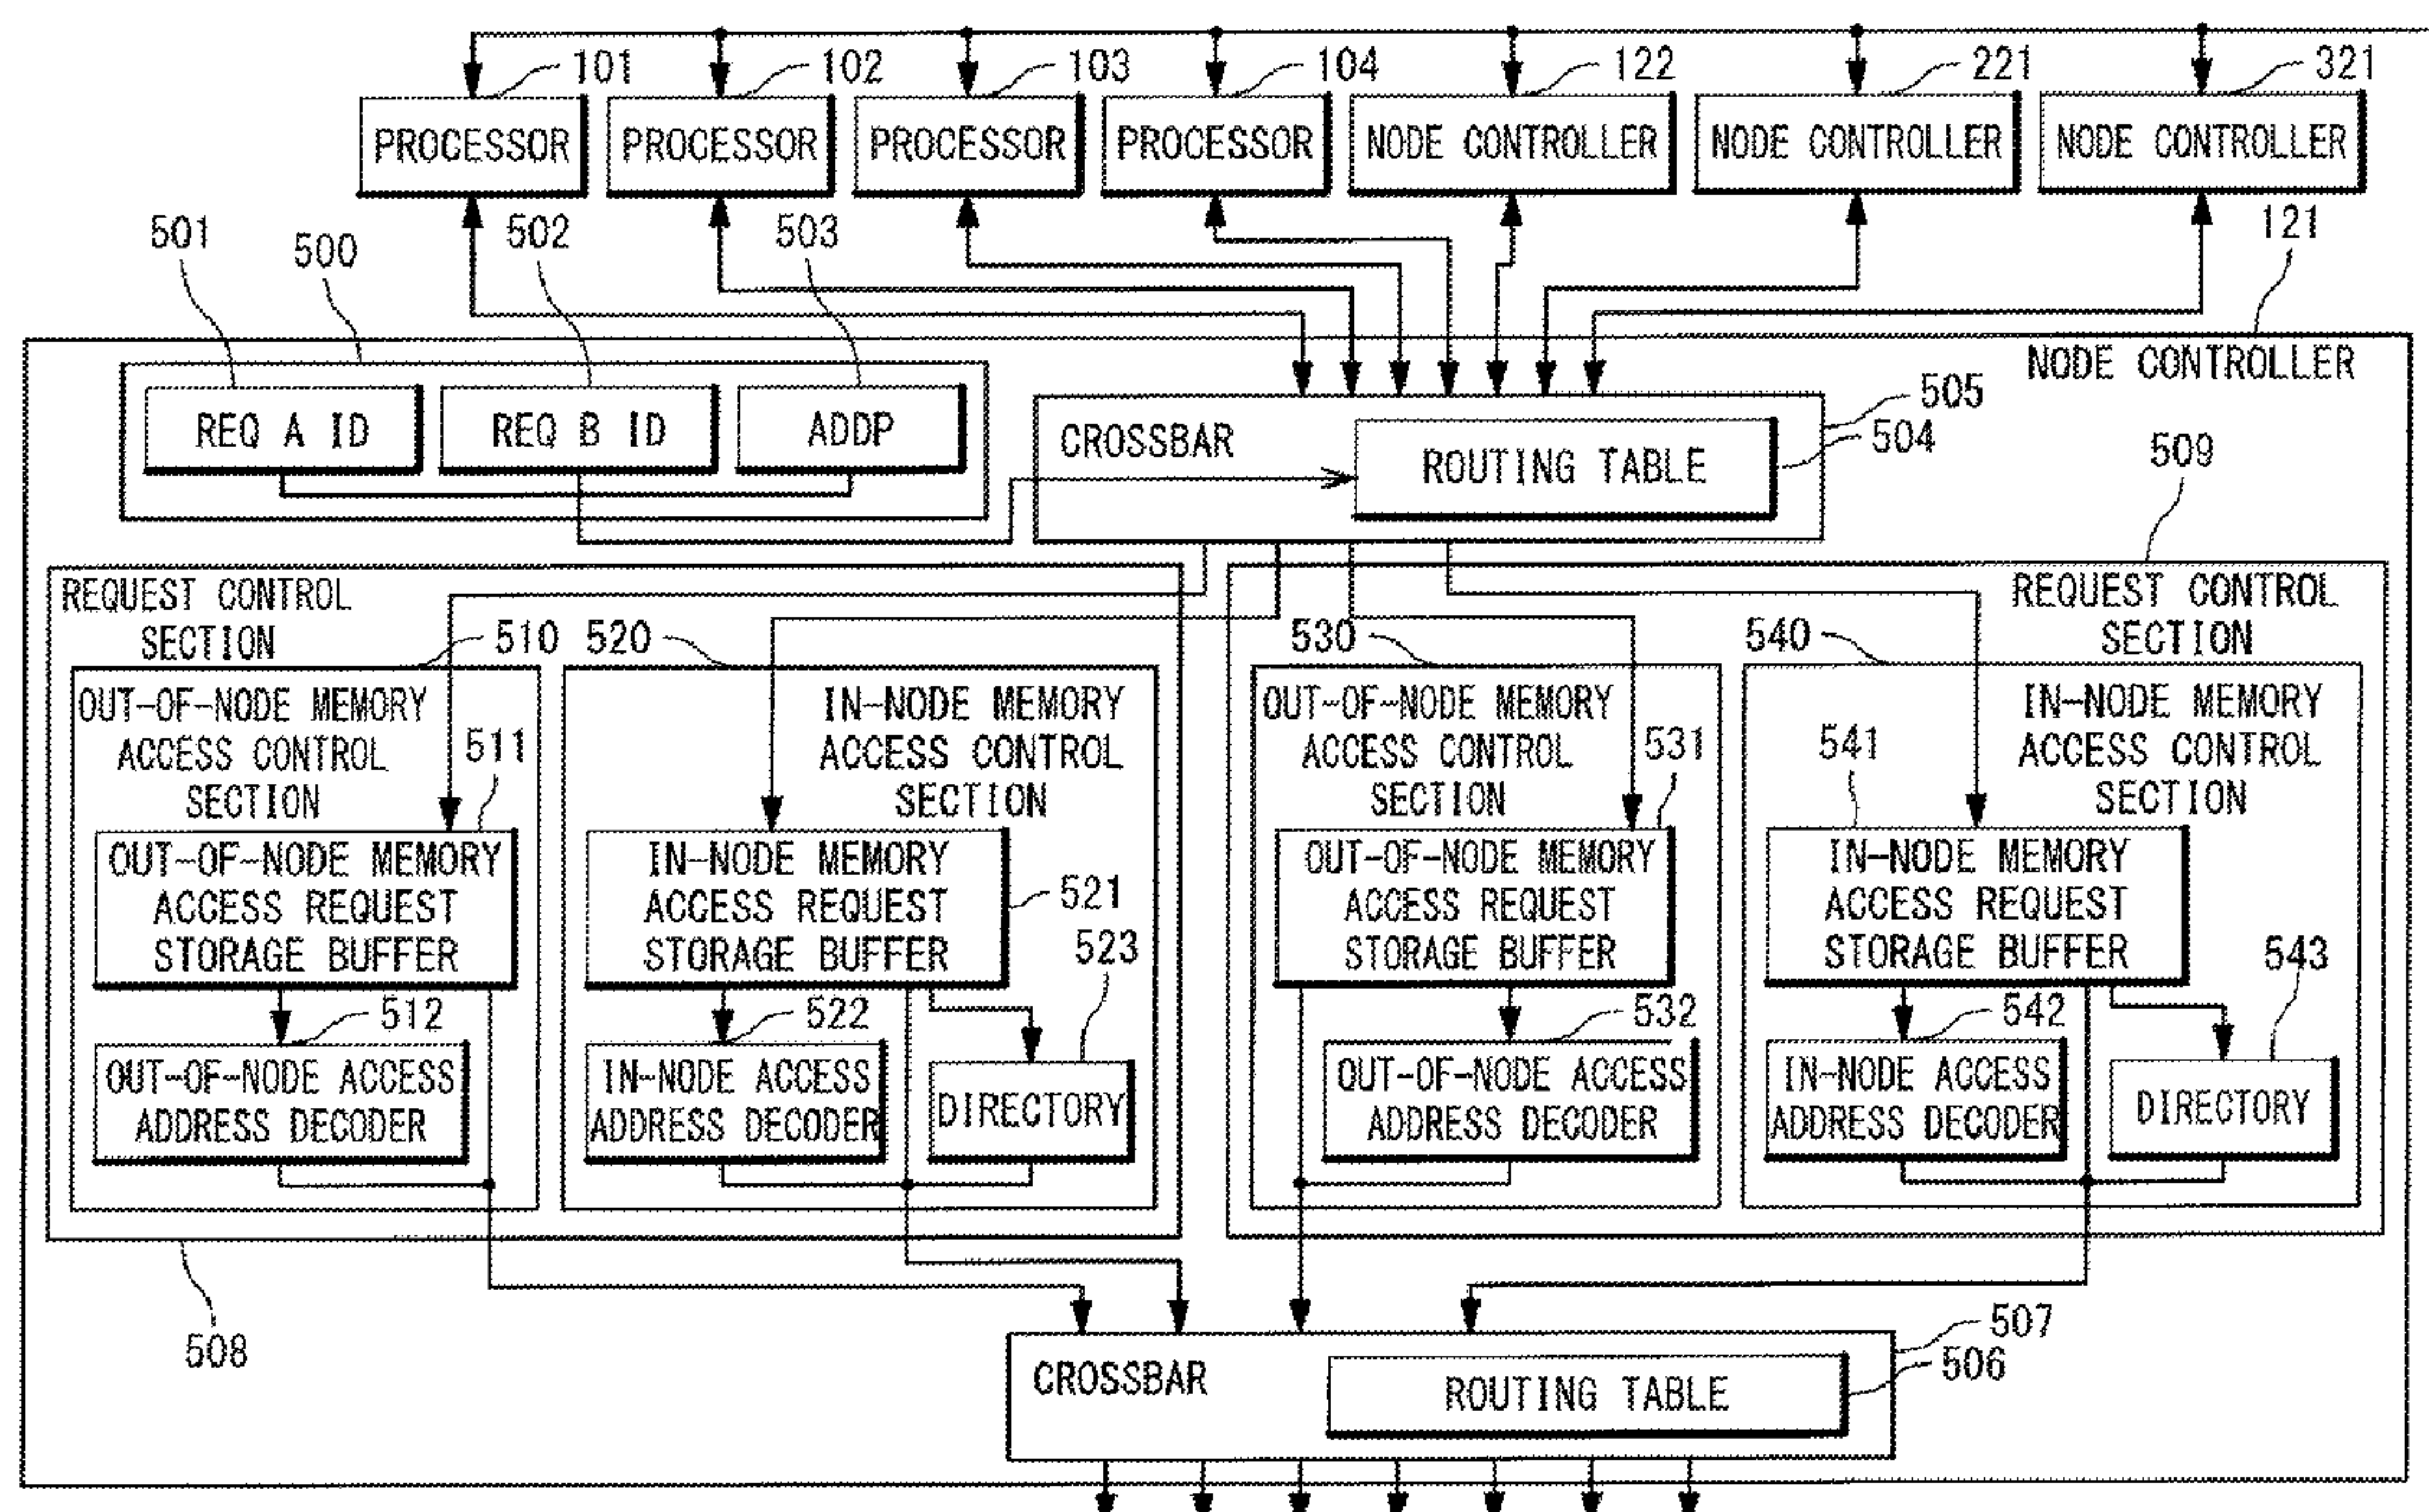 101 102 103 104 122 221 321
PROCESSOR PROCESSOR PROCESSOR PROCESSOR NODE CONTROLLER NODE CONTROLLER NODE CONTROLLER
501 500 502 503 121
NODE CONTROLLER
REQ A ID REQ B ID ADDP
CROSSBAR ROUTING TABLE
505
504
509
508
REQUEST CONTROL
SECTION
510
OUT-OF-NODE MEMORY
ACCESS CONTROL
SECTION
511
OUT-OF-NODE MEMORY
ACCESS REQUEST
STORAGE BUFFER
512
OUT-OF-NODE ACCESS
ADDRESS DECODER
520
IN-NODE MEMORY
ACCESS CONTROL
SECTION
IN-NODE MEMORY
ACCESS REQUEST
STORAGE BUFFER
521
523
522
IN-NODE ACCESS
ADDRESS DECODER
DIRECTORY
REQUEST CONTROL
SECTION
530
OUT-OF-NODE MEMORY
ACCESS CONTROL
SECTION
531
OUT-OF-NODE MEMORY
ACCESS REQUEST
STORAGE BUFFER
532
OUT-OF-NODE ACCESS
ADDRESS DECODER
540
IN-NODE MEMORY
ACCESS CONTROL
SECTION
541
IN-NODE MEMORY
ACCESS REQUEST
STORAGE BUFFER
543
542
IN-NODE ACCESS
ADDRESS DECODER
DIRECTORY
507
506
CROSSBAR ROUTING TABLE